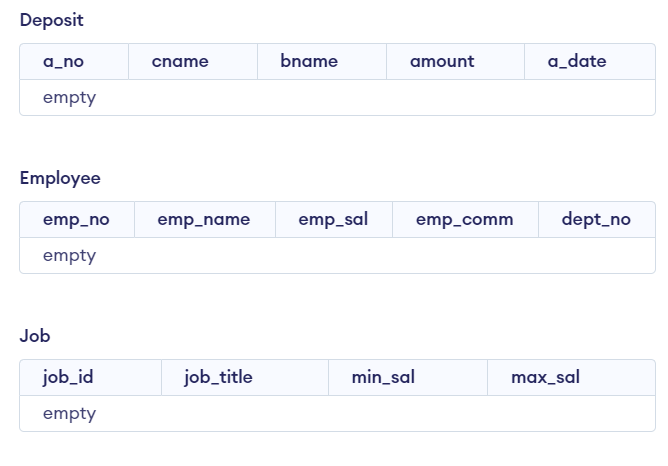 Deposit
a_no cname bname amount a_date
empty
Employee
emp_no emp_name emp_sal emp_comm dept_no
empty
Job
job_id job_title min_sal max_sal
empty